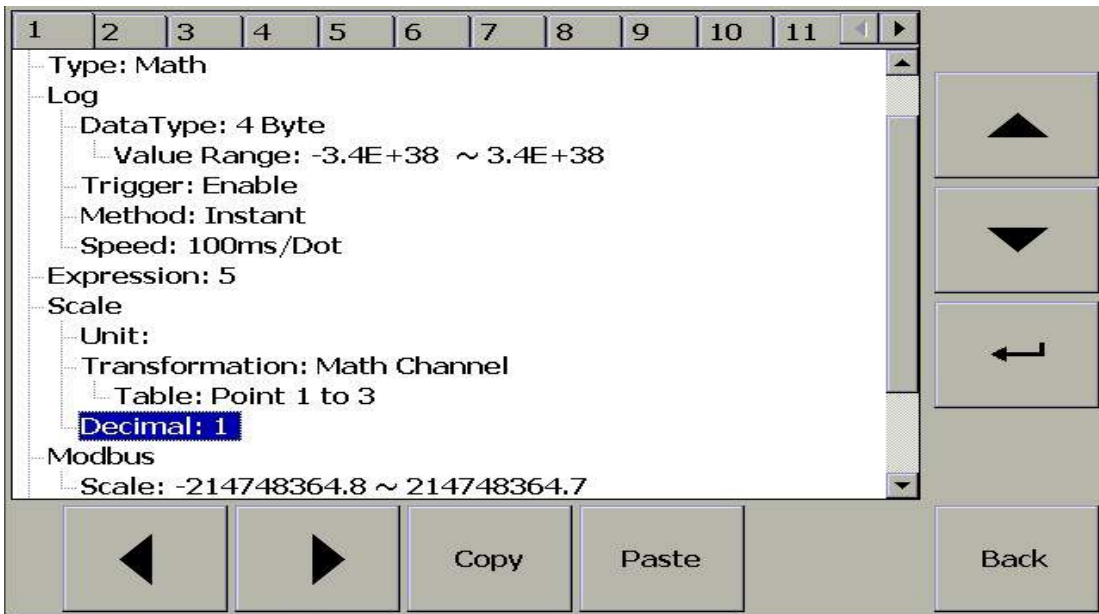 1 2 3 4 5 6 7 8 9 10 11
Type: Math
Log
DataType: 4 Byte
Value Range: -3.4E+38 ~ 3.4E+38
Trigger: Enable
Method: Instant
Speed: 100ms/Dot
Expression: 5
Scale
Unit:
Transformation: Math Channel
Table: Point 1 to 3
Decimal: 1
Modbus
Scale: -214748364.8 ~ 214748364.7
Copy Paste Back